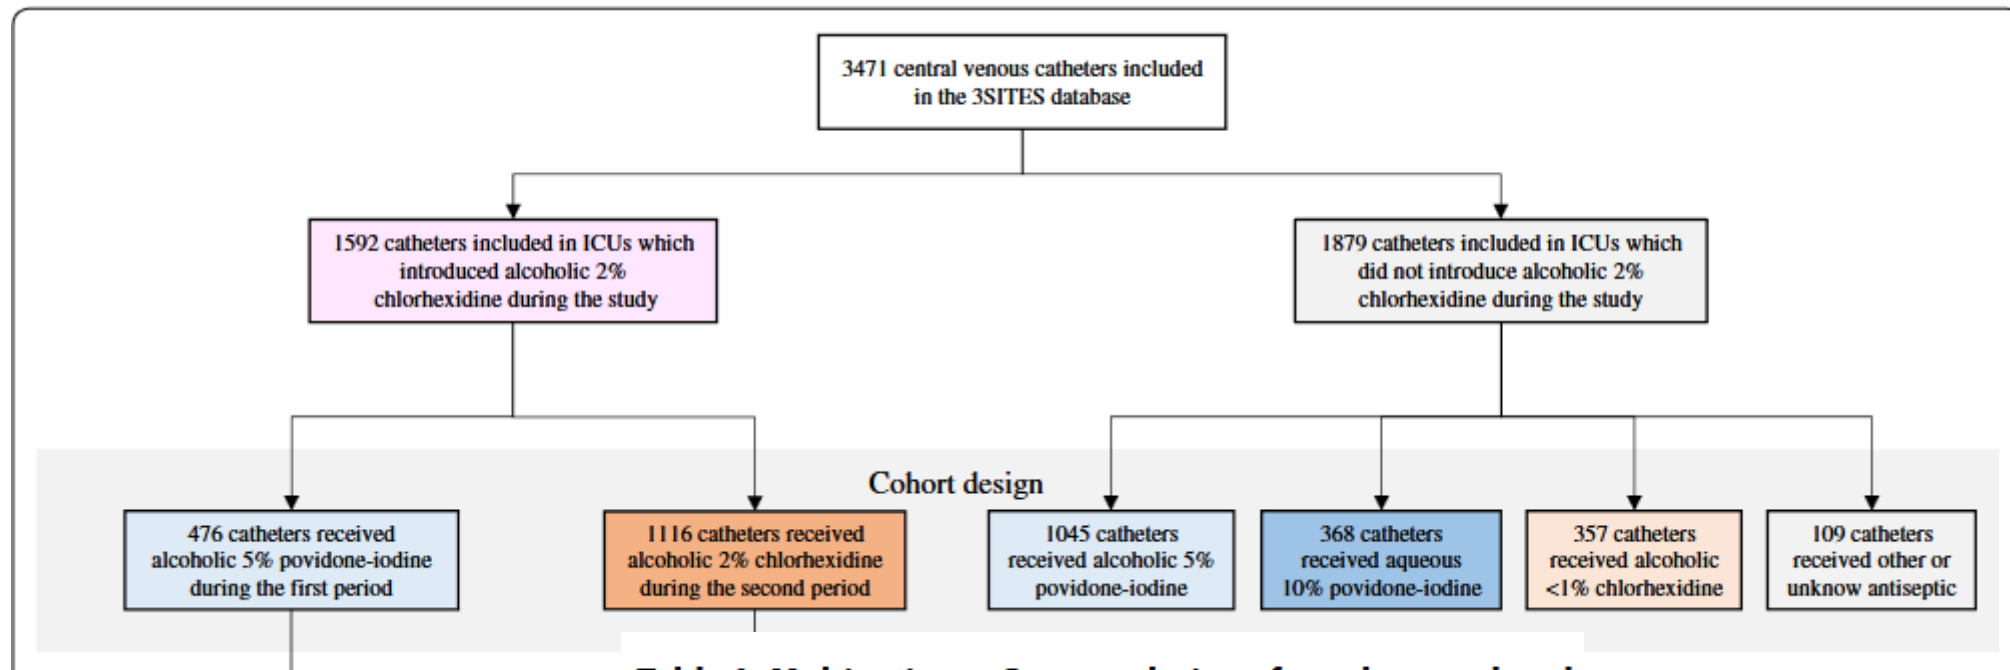 3471 central venous catheters included
in the 3SITES database
1592 catheters included in ICUs which
introduced alcoholic 2%
chlorhexidine during the study
1879 catheters included in ICUs which
did not introduce alcoholic 2%
chlorhexidine during the study
Cohort design
476 catheters received
alcoholic 5% povidone-iodine
during the first period
1116 catheters received
alcoholic 2% chlorhexidine
during the second period
1045 catheters
received alcoholic 5%
povidone-iodine
368 catheters
received aqueous
10% povidone-iodine
357 catheters
received alcoholic
<1% chlorhexidine
109 catheters
received other or
unknow antiseptic